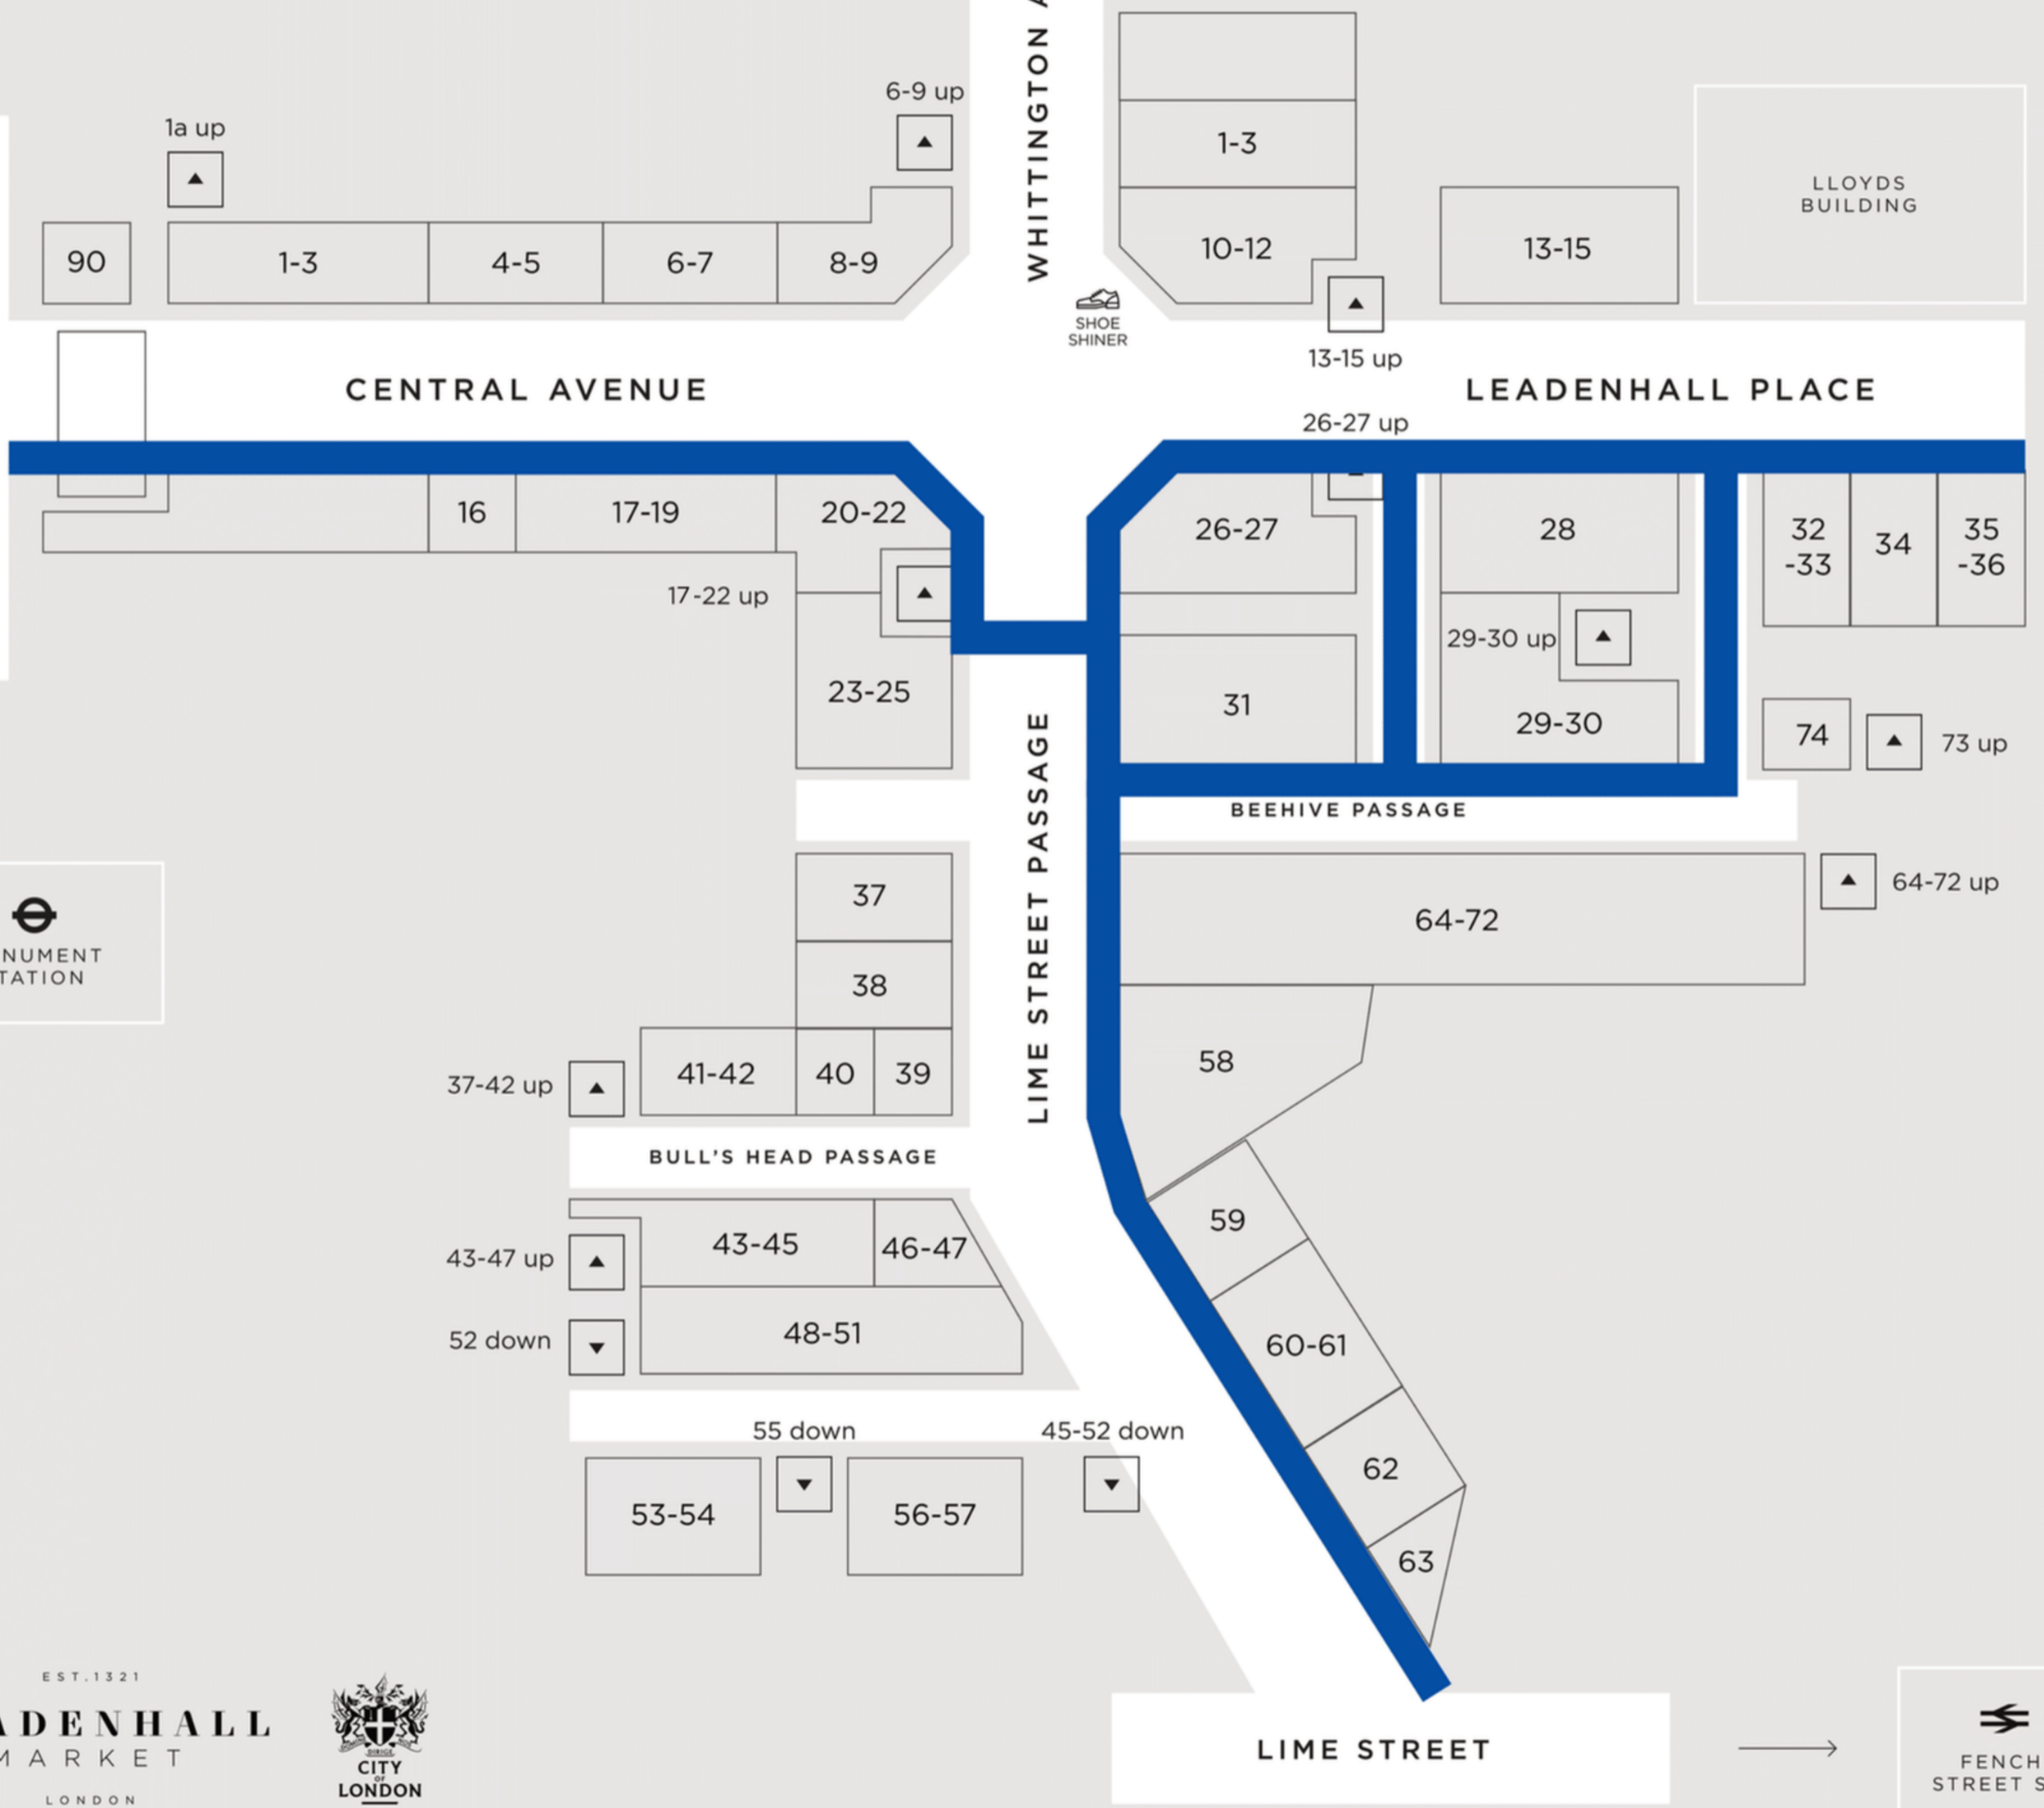 WHITTINGTON
6-9 up
1a up
1-3
LLOYDS
BUILDING
90
1-3
4-5
6-7
8-9
10-12
13-15
SHOE
SHINER
13-15 up
CENTRAL AVENUE
LEADENHALL PLACE
26-27 up
16
17-19
20-22
26-27
28
32
-33
34
35
-36
17-22 up
29-30 up
23-25
31
29-30
74
73 up
LIME STREET PASSAGE
BEEHIVE PASSAGE
37
64-72
64-72 up
NUMENT
TATION
38
41-42
40
39
37-42 up
58
BULL'S HEAD PASSAGE
59
43-45
46-47
43-47 up
48-51
52 down
60-61
55 down
45-52 down
62
53-54
56-57
63
EST.1321
ADENHALL
MARKET
LONDON
DIRIGE
CITY
OF
LONDON
LIME STREET
FENCH
STREET S